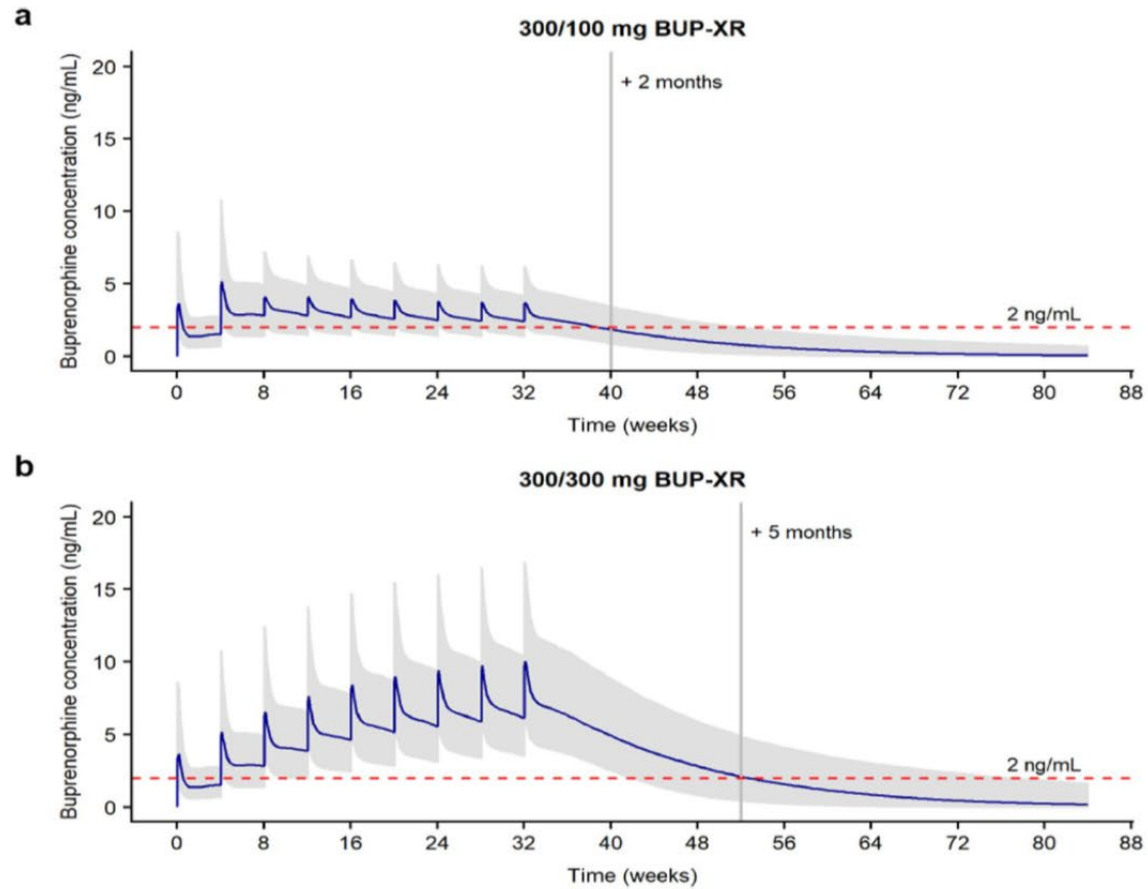 a
300/100 mg BUP-XR
Buprenorphine concentration (ng/mL)
20
15
10
5
0
+ 2 months
2 ng/mL
0 8 16 24 32 40 48 56 64 72 80 88
Time (weeks)
b
300/300 mg BUP-XR
Buprenorphine concentration (ng/mL)
20
15
10
5
0
+ 5 months
2 ng/mL
0 8 16 24 32 40 48 56 64 72 80 88
Time (weeks)